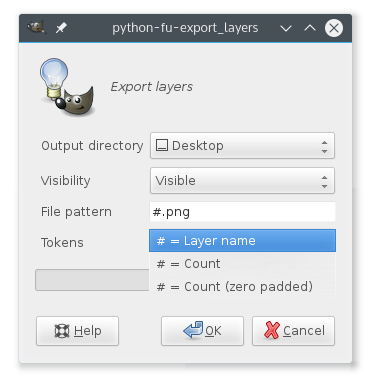 python-fu-export_layers
Export layers
Output directory Desktop
Visibility Visible
File pattern #.png
Tokens
# = Layer name
# = Count
# = Count (zero padded)
Help OK Cancel